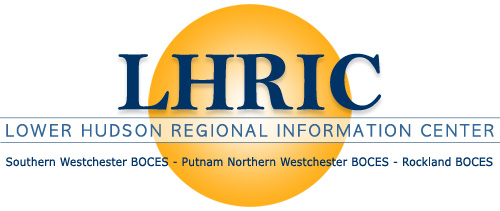 LHRIC
LOWER HUDSON REGIONAL INFORMATION CENTER
Southern Westchester BOCES - Putnam Northern Westchester BOCES - Rockland BOCES